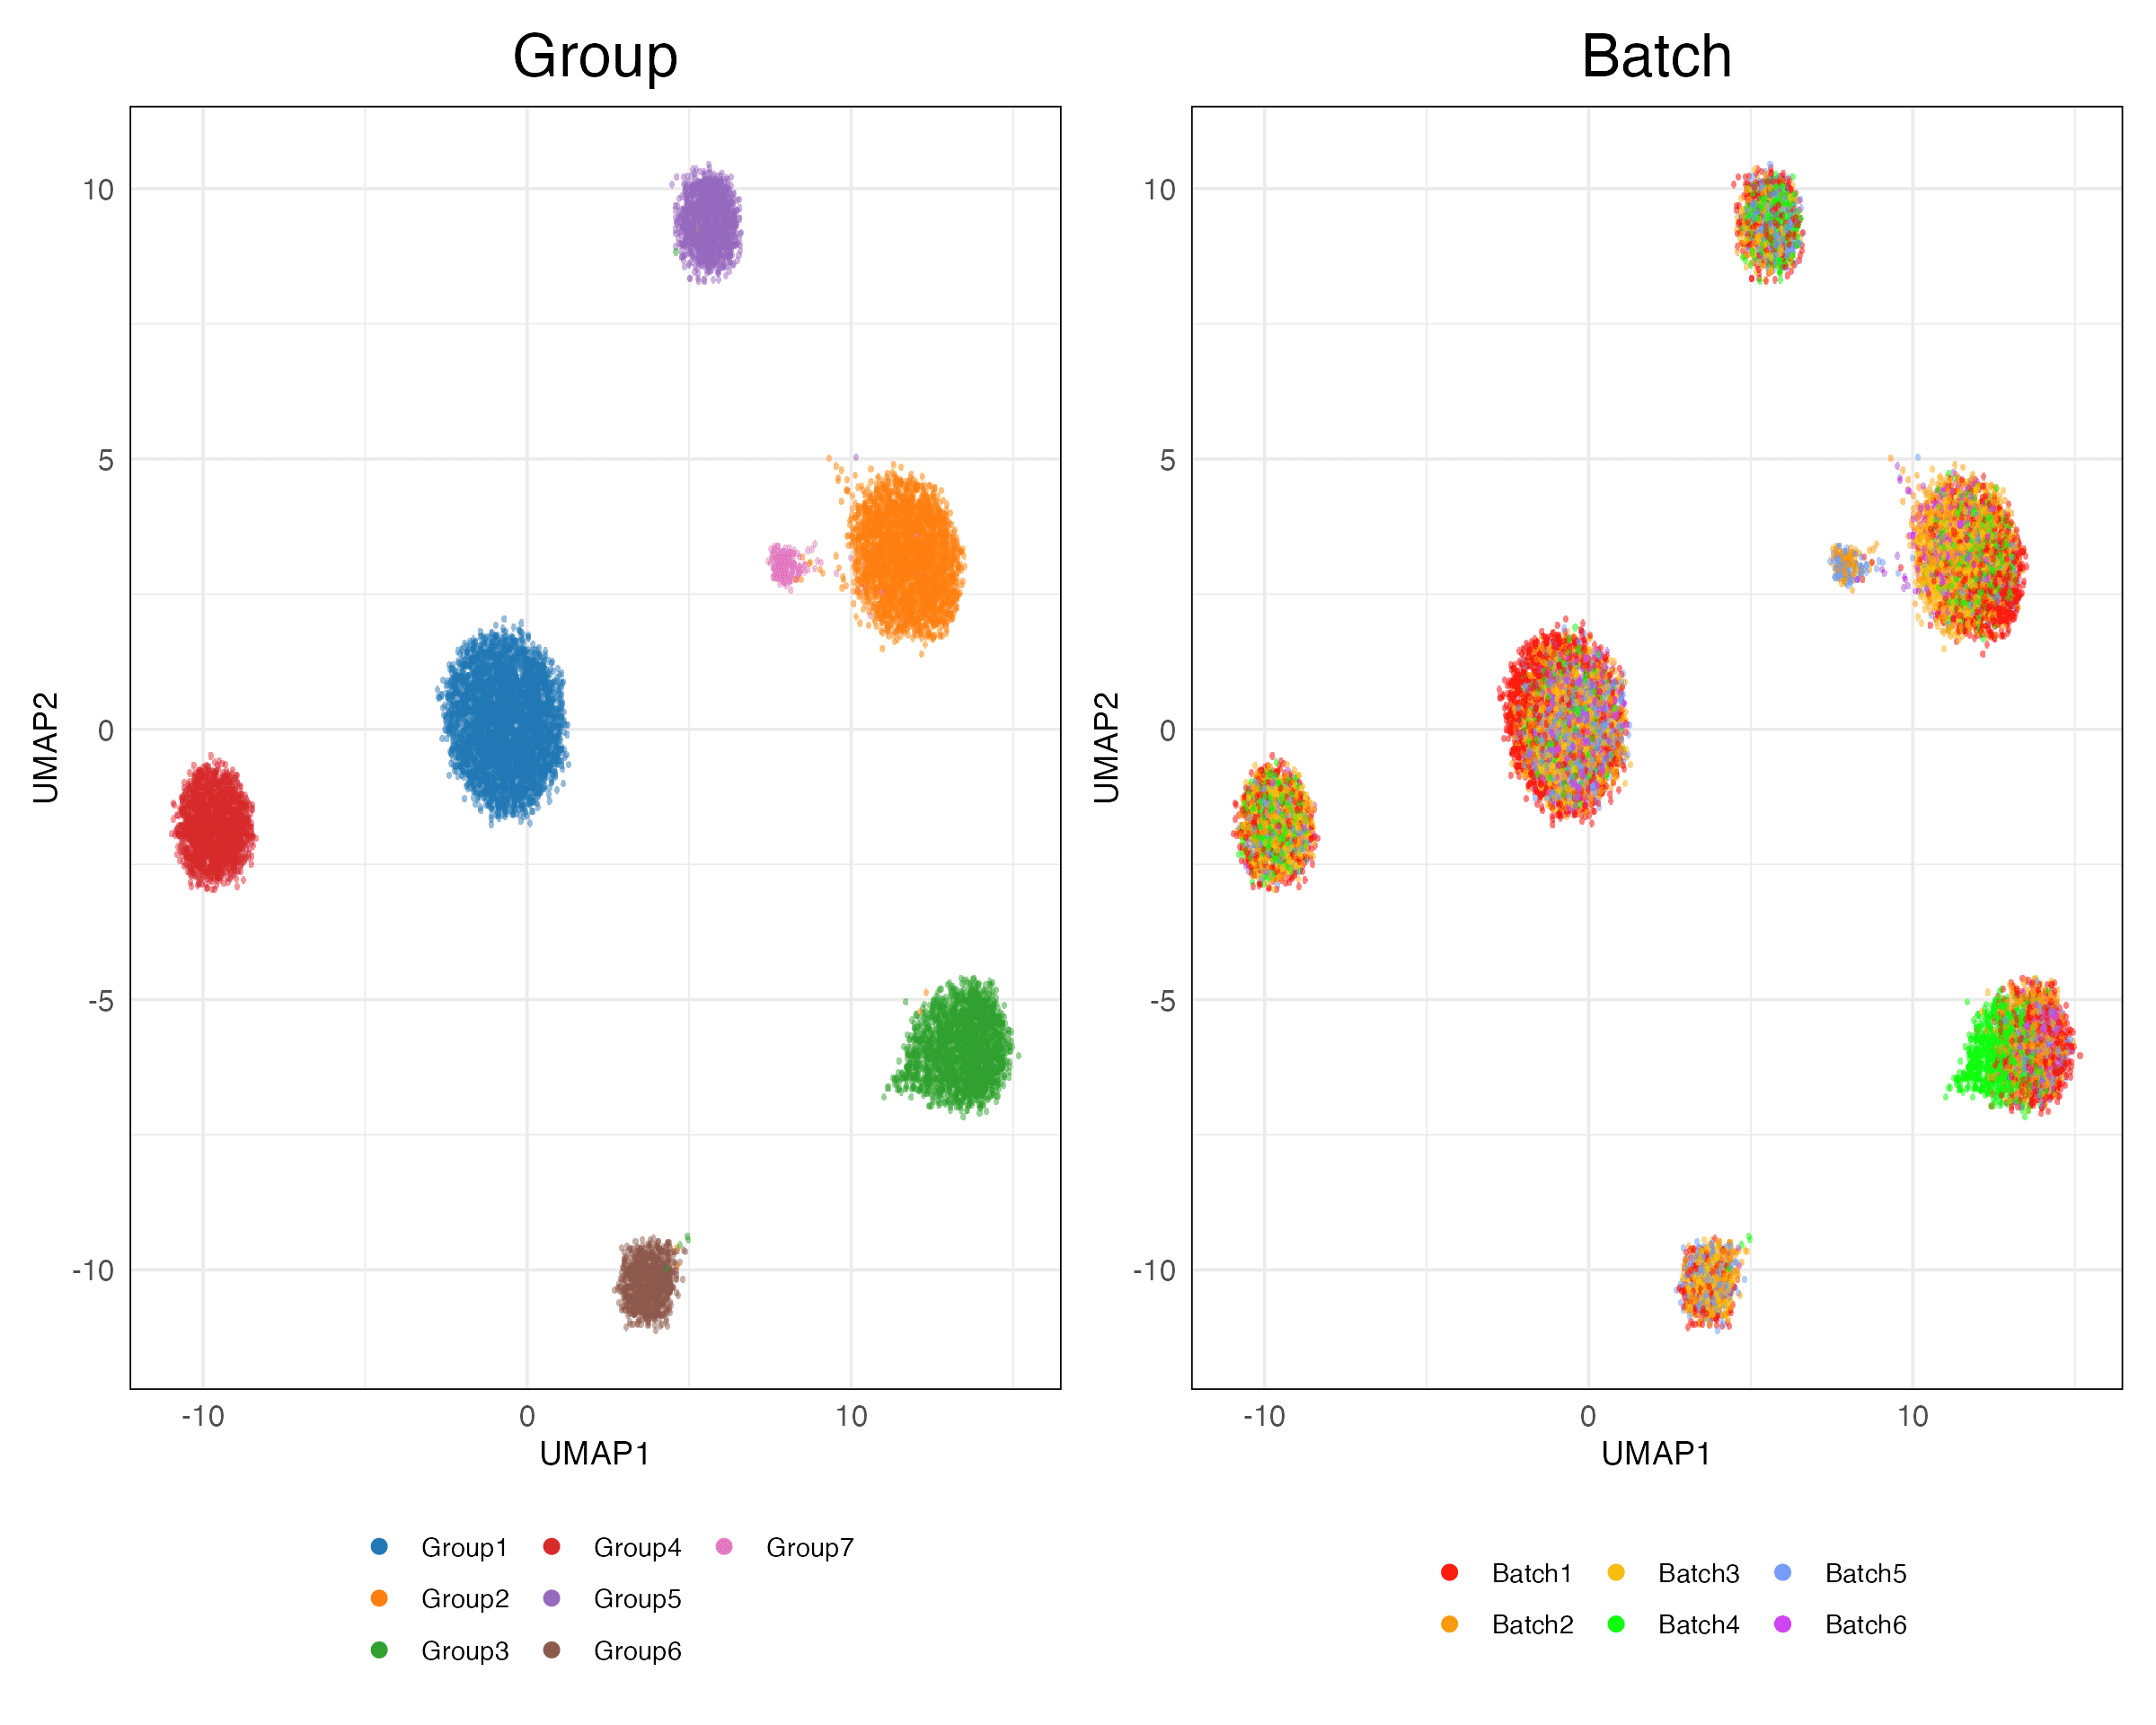 Group
Batch
10
5
0
-5
-10
UMAP2
-10 0 10
UMAP1
10
5
0
-5
-10
UMAP2
-10 0 10
UMAP1
Group1 Group4 Group7
Group2 Group5
Group3 Group6
Batch1 Batch3 Batch5
Batch2 Batch4 Batch6